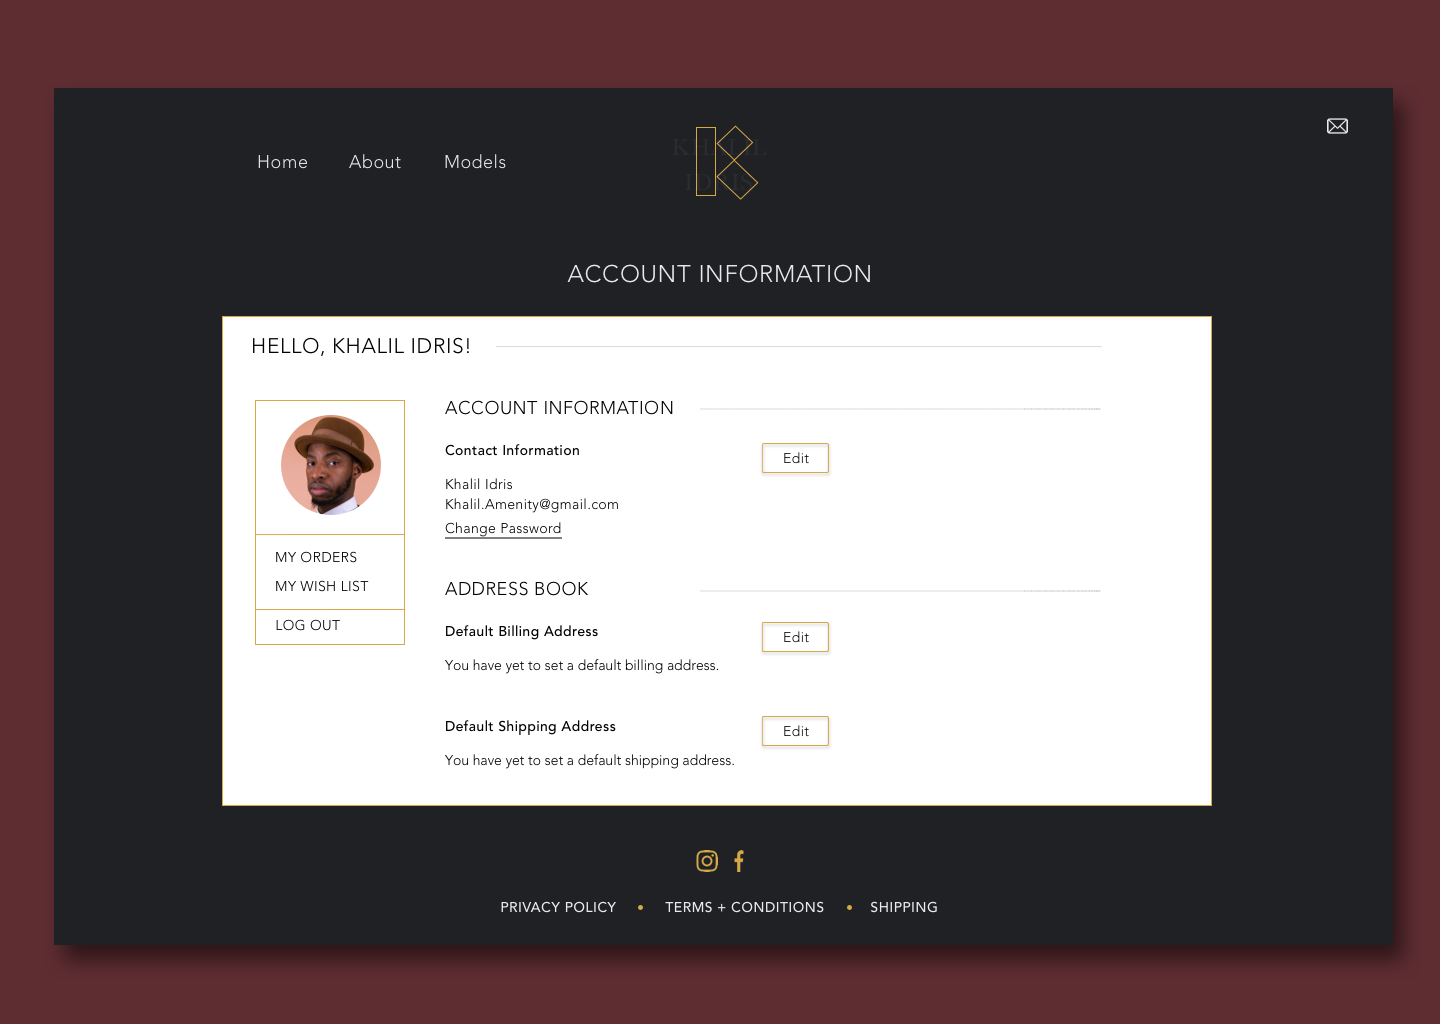 Home About Models
KHALIL
IDRIS
ACCOUNT INFORMATION
HELLO, KHALIL IDRIS!
ACCOUNT INFORMATION
Contact Information
Edit
Khalil Idris
Khalil.Amenity@gmail.com
Change Password
MY ORDERS
MY WISH LIST
LOG OUT
ADDRESS BOOK
Default Billing Address
Edit
You have yet to set a default billing address.
Default Shipping Address
Edit
You have yet to set a default shipping address.
PRIVACY POLICY • TERMS + CONDITIONS • SHIPPING